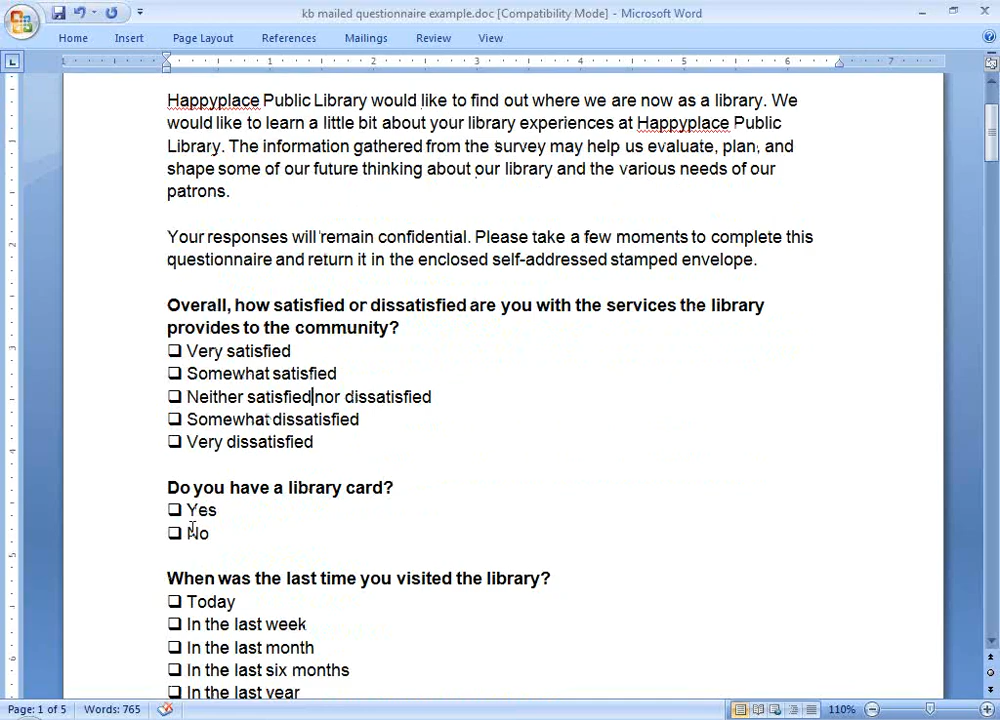 kb mailed questionnaire example.doc [Compatibility Mode] - Microsoft Word
Home Insert Page Layout References Mailings Review View
1 1 2 3 4 5 6 7
Happyplace Public Library would like to find out where we are now as a library. We
would like to learn a little bit about your library experiences at Happyplace Public
Library. The information gathered from the survey may help us evaluate, plan, and
shape some of our future thinking about our library and the various needs of our
patrons.
Your responses will remain confidential. Please take a few moments to complete this
questionnaire and return it in the enclosed self-addressed stamped envelope.
Overall, how satisfied or dissatisfied are you with the services the library
provides to the community?
❑ Very satisfied
❑ Somewhat satisfied
❑ Neither satisfied nor dissatisfied
❑ Somewhat dissatisfied
❑ Very dissatisfied
Do you have a library card?
❑ Yes
❑ No
When was the last time you visited the library?
❑ Today
❑ In the last week
❑ In the last month
❑ In the last six months
❑ In the last year
Page: 1 of 5 Words: 765 110%